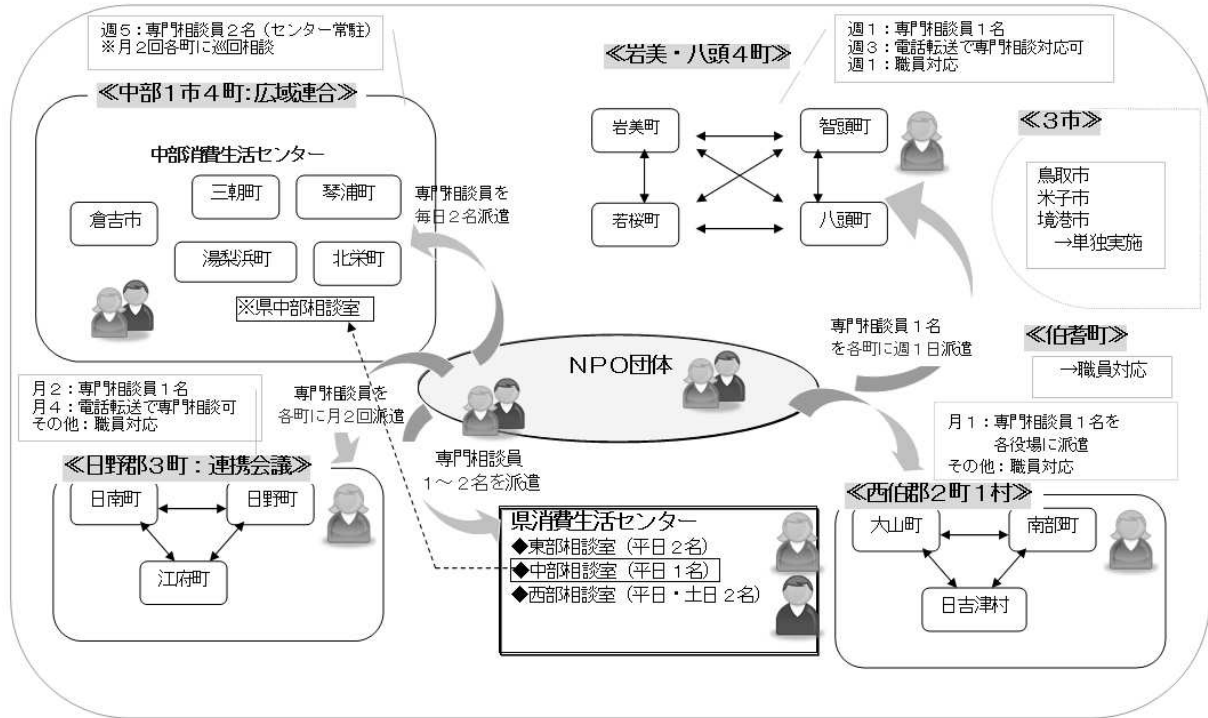 週5:専門相談員2名(センター常駐)
※月2回各町に巡回相談
≪中部1市4町:広域連合≫
中部消費生活センター
三朝町
琴浦町
倉吉市
湯梨浜町
北栄町
※県中部相談室
専門相談員を
毎日2名派遣
≪岩美・八頭4町≫
週1:専門相談員1名
週3:電話転送で専門相談対応可
週1:職員対応
岩美町
智頭町
若桜町
八頭町
≪3市≫
鳥取市
米子市
境港市
→単独実施
専門相談員1名
を各町に週1日派遣
≪伯耆町≫
→職員対応
NPO団体
月2:専門相談員1名
月4:電話転送で専門相談可
その他:職員対応
専門相談員を
各町に月2回派遣
≪日野郡3町:連携会議≫
日南町
日野町
江府町
専門相談員
1~2名を派遣
県消費生活センター
◆東部相談室(平日2名)
◆中部相談室(平日1名)
◆西部相談室(平日・土日2名)
月1:専門相談員1名を
各役場に派遣
その他:職員対応
≪西伯郡2町1村≫
大山町
南部町
日吉津村